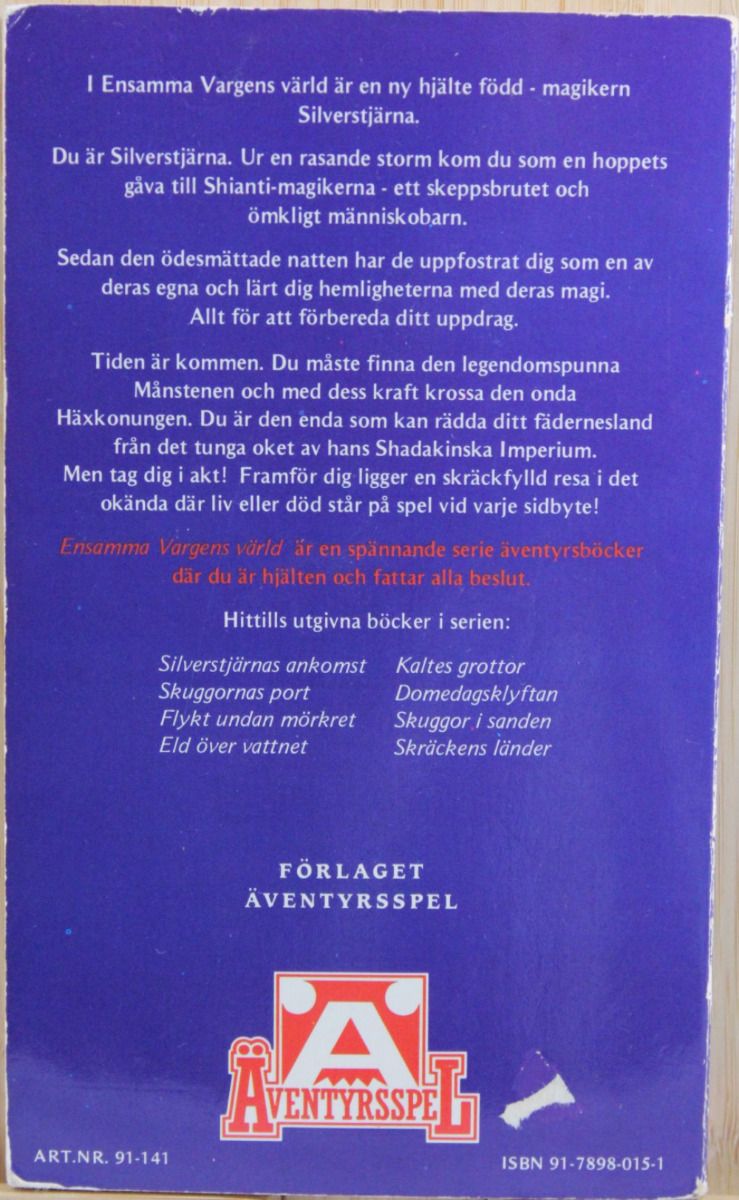 I Ensamma Vargens värld är en ny hjälte född - magikern
Silverstjärna.
Du är Silverstjärna. Ur en rasande storm kom du som en hoppets
gåva till Shianti-magikerna - ett skeppsbrutet och
ömkligt människobarn.
Sedan den ödesmättade natten har de uppfostrat dig som en av
deras egna och lärt dig hemligheterna med deras magi.
Allt för att förbereda ditt uppdrag.
Tiden är kommen. Du måste finna den legendomspunna
Månstenen och med dess kraft krossa den onda
Häxkonungen. Du är den enda som kan rädda ditt fädernesland
från det tunga oket av hans Shadakinska Imperium.
Men tag dig i akt! Framför dig ligger en skräckfylld resa i det
okända där liv eller död står på spel vid varje sidbyte!
Ensamma Vargens värld är en spännande serie äventyrsböcker
där du är hjälten och fattar alla beslut.
Hittills utgivna böcker i serien:
Silverstjärnas ankomst
Skuggornas port
Flykt undan mörkret
Eld över vattnet
Kaltes grottor
Domedagsklyftan
Skuggor i sanden
Skräckens länder
FÖRLAGET
ÄVENTYRSSPEL
Ä
ÄVENTYRSSPEL
ART.NR. 91-141
ISBN 91-7898-015-1